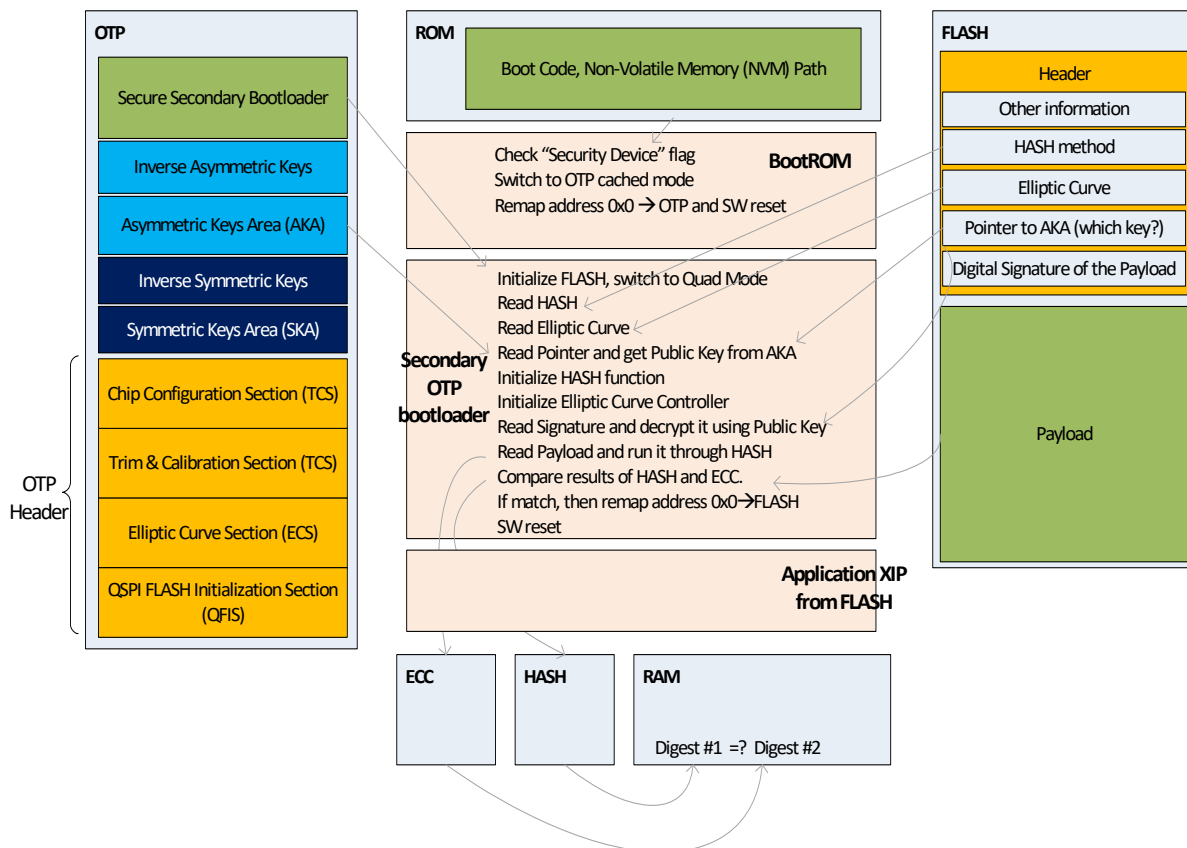 OTP
Secure Secondary Bootloader
Inverse Asymmetric Keys
Asymmetric Keys Area (AKA)
Inverse Symmetric Keys
Symmetric Keys Area (SKA)
Chip Configuration Section (TCS)
Trim & Calibration Section (TCS)
Elliptic Curve Section (ECS)
QSPI FLASH Initialization Section
(QFIS)
OTP
Header
ROM
Boot Code, Non-Volatile Memory (NVM) Path
Check “Security Device” flag
Switch to OTP cached mode
Remap address 0x0 → OTP and SW reset
BootROM
Initialize FLASH, switch to Quad Mode
Read HASH
Read Elliptic Curve
Read Pointer and get Public Key from AKA
Initialize HASH function
Initialize Elliptic Curve Controller
Read Signature and decrypt it using Public Key
Read Payload and run it through HASH
Compare results of HASH and ECC.
If match, then remap address 0x0→FLASH
SW reset
Secondary
OTP
bootloader
Application XIP
from FLASH
ECC
HASH
RAM
Digest #1 =? Digest #2
FLASH
Header
Other information
HASH method
Elliptic Curve
Pointer to AKA (which key?)
Digital Signature of the Payload
Payload